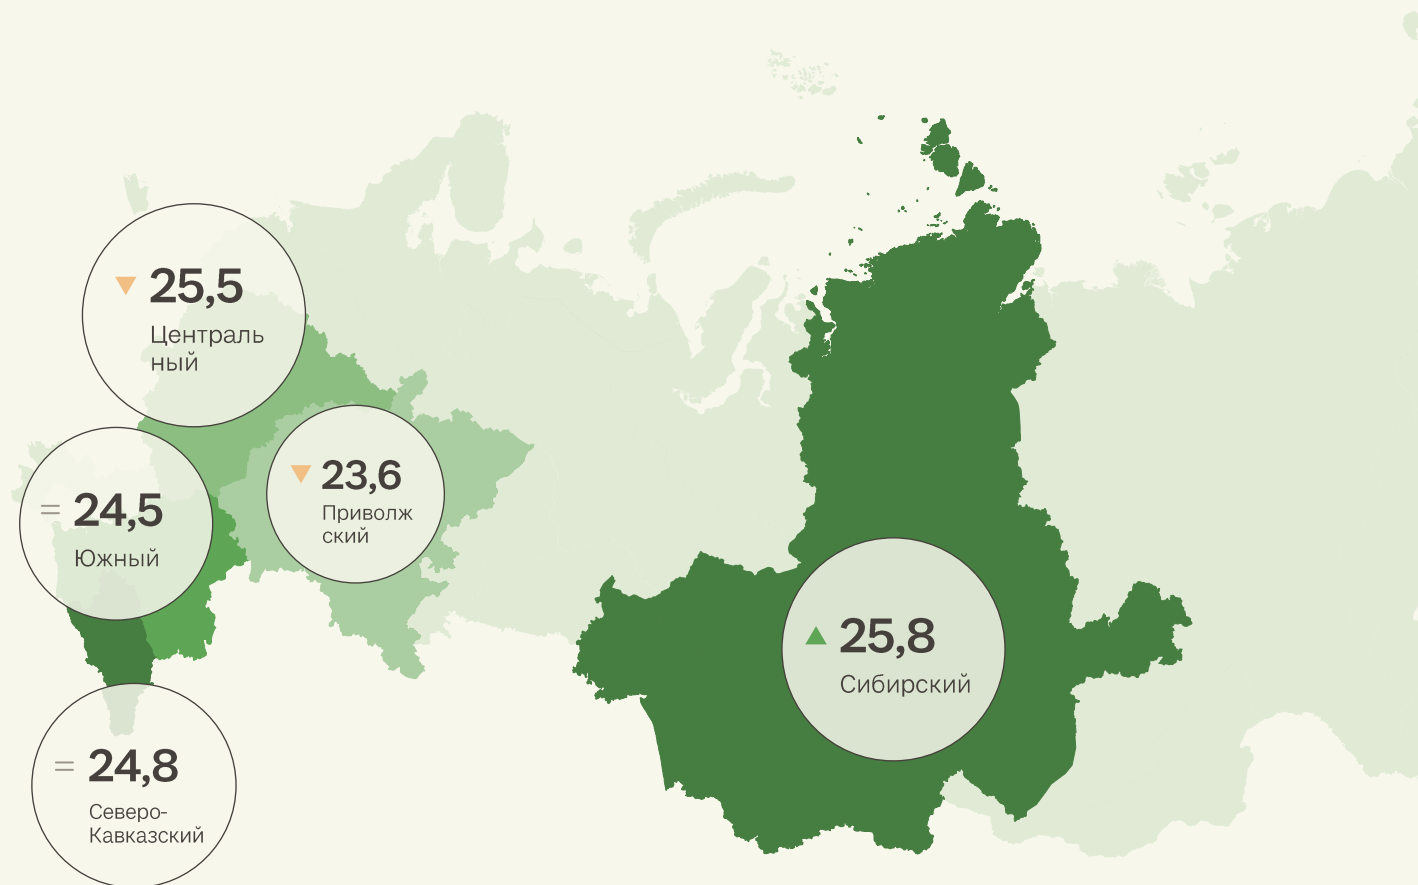 25,5
Централь
ный
23,6
Приволж
ский
= 24,5
Южный
25,8
Сибирский
= 24,8
Северо-
Кавказский